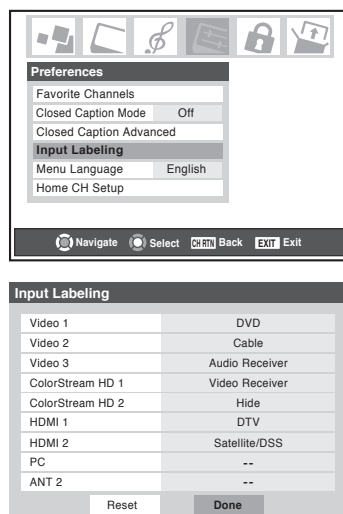 Preferences
Favorite Channels
Closed Caption Mode Off
Closed Caption Advanced
Input Labeling
Menu Language English
Home CH Setup
Navigate Select CH RTN Back EXIT Exit
Input Labeling
Video 1 DVD
Video 2 Cable
Video 3 Audio Receiver
ColorStream HD 1 Video Receiver
ColorStream HD 2 Hide
HDMI 1 DTV
HDMI 2 Satellite/DSS
PC --
ANT 2 --
Reset Done